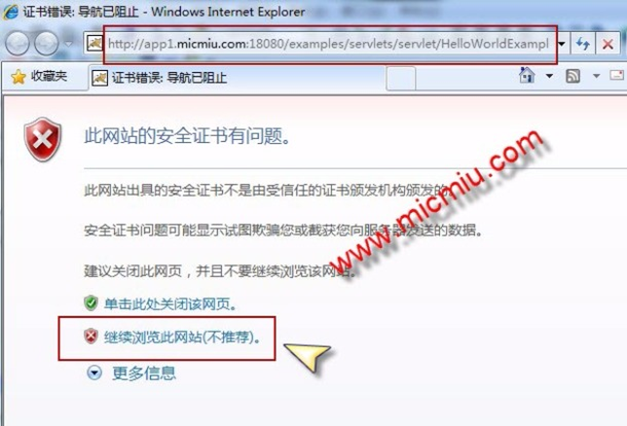 证书错误: 导航已阻止 - Windows Internet Explorer
http://app1.micmiu.com:18080/examples/servlets/servlet/HelloWorldExampl
收藏夹
证书错误: 导航已阻止
此网站的安全证书有问题。
此网站出具的安全证书不是由受信任的证书颁发机构颁发的。
安全证书问题可能显示试图欺骗您或截获您向服务器发送的数据。
建议关闭此网页，并且不要继续浏览该网站。
单击此处关闭该网页。
继续浏览此网站(不推荐)。
更多信息
www.micmiu.com